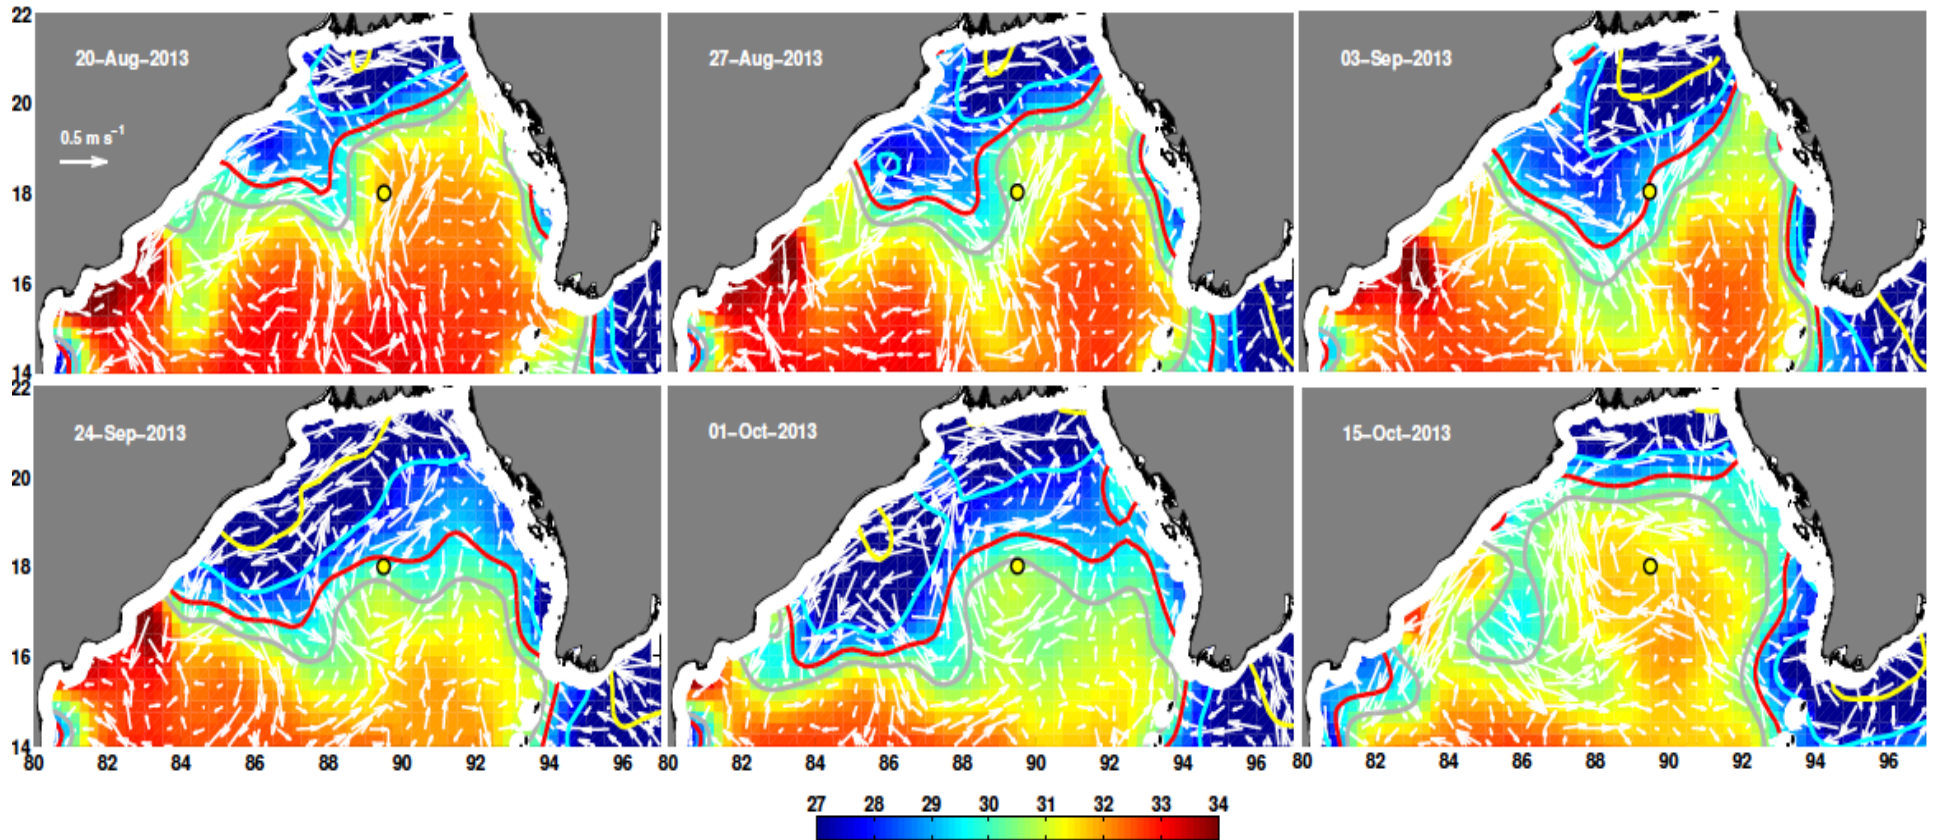 22
20
18
16
14
20-Aug-2013
0.5 m s⁻¹
27-Aug-2013
03-Sep-2013
22
20
18
16
14
24-Sep-2013
01-Oct-2013
15-Oct-2013
80 82 84 86 88 90 92 94 96
80 82 84 86 88 90 92 94 96
80 82 84 86 88 90 92 94 96
27 28 29 30 31 32 33 34